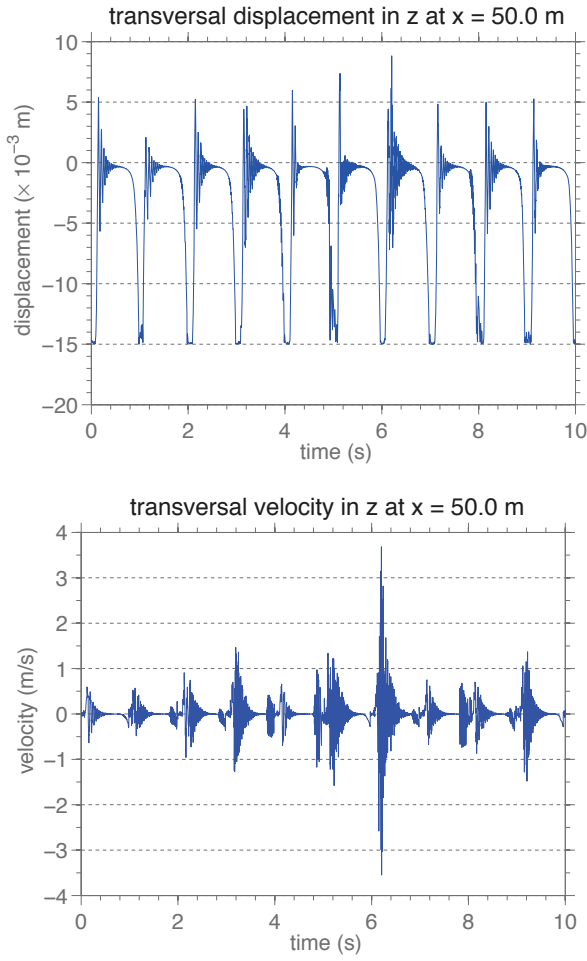 transversal displacement in z at x = 50.0 m
displacement (× 10⁻³ m)
10
5
0
−5
−10
−15
−20
0 2 4 6 8 10
time (s)
transversal velocity in z at x = 50.0 m
velocity (m/s)
4
3
2
1
0
−1
−2
−3
−4
0 2 4 6 8 10
time (s)